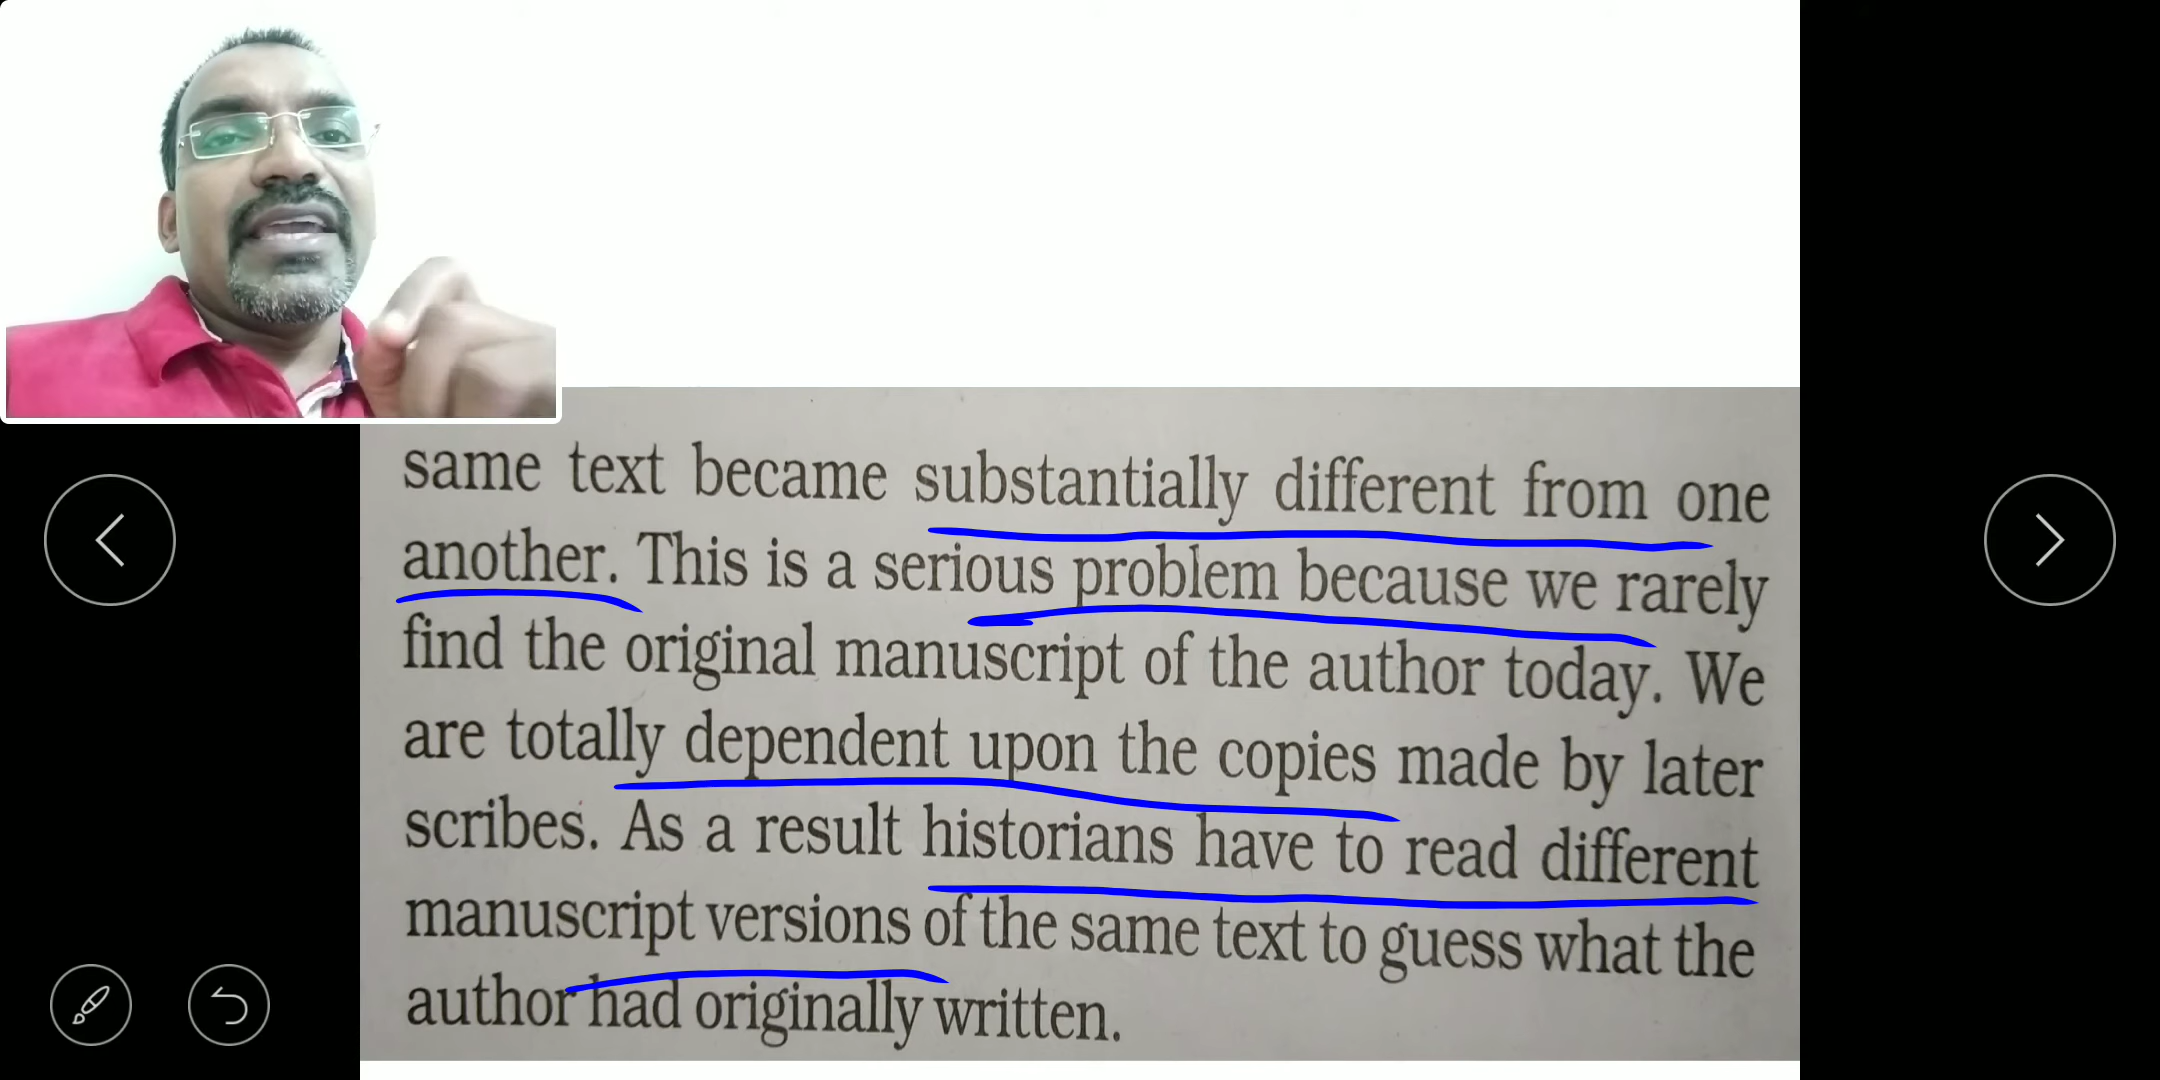 same text became substantially different from one
another. This is a serious problem because we rarely
find the original manuscript of the author today. We
are totally dependent upon the copies made by later
scribes. As a result historians have to read different
manuscript versions of the same text to guess what the
author had originally written.